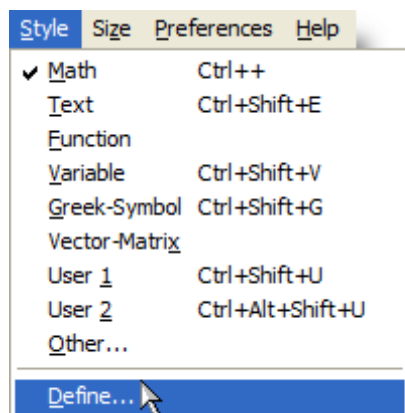 Style Size Preferences Help
Math Ctrl++
Text Ctrl+Shift+E
Function
Variable Ctrl+Shift+V
Greek-Symbol Ctrl+Shift+G
Vector-Matrix
User 1 Ctrl+Shift+U
User 2 Ctrl+Alt+Shift+U
Other...
Define...